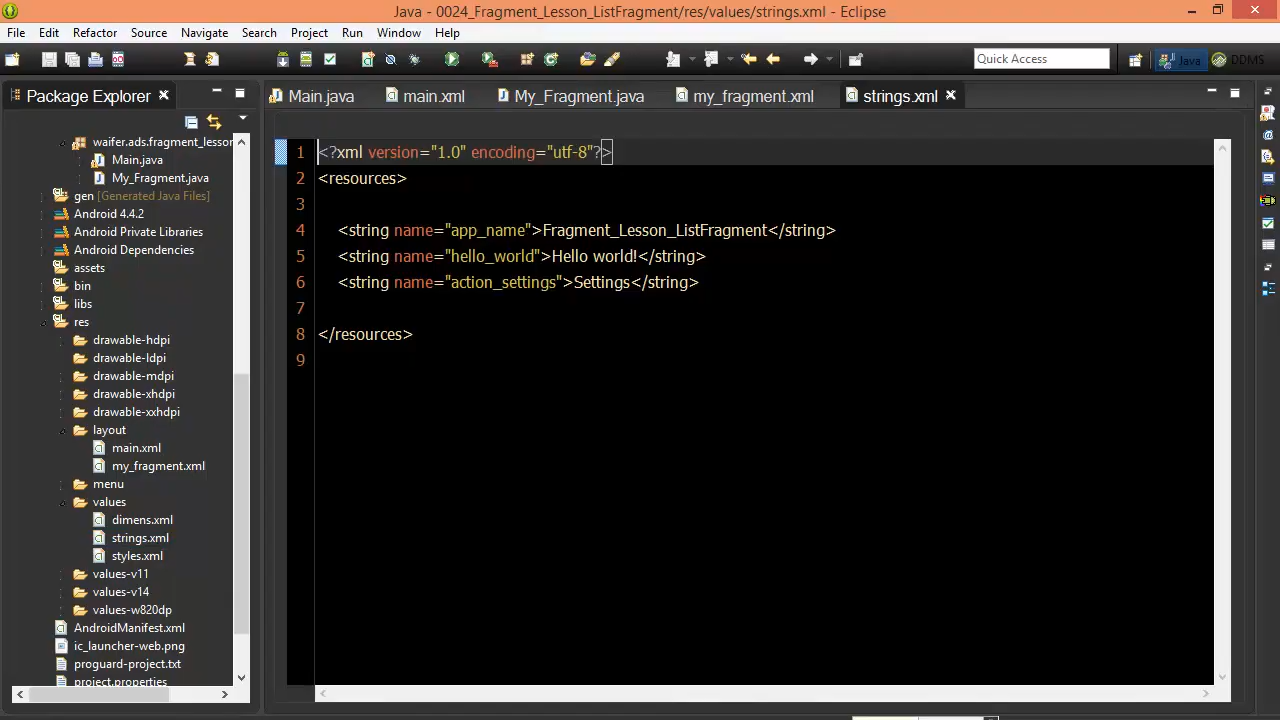 Java - 0024_Fragment_Lesson_ListFragment/res/values/strings.xml - Eclipse
File Edit Refactor Source Navigate Search Project Run Window Help
Quick Access
Java
DDMS
Package Explorer
Main.java
main.xml
My_Fragment.java
my_fragment.xml
strings.xml
waifer.ads.fragment_lesson
Main.java
My_Fragment.java
gen [Generated Java Files]
Android 4.4.2
Android Private Libraries
Android Dependencies
assets
bin
libs
res
drawable-hdpi
drawable-ldpi
drawable-mdpi
drawable-xhdpi
drawable-xxhdpi
layout
main.xml
my_fragment.xml
menu
values
dimens.xml
strings.xml
styles.xml
values-v11
values-v14
values-w820dp
AndroidManifest.xml
ic_launcher-web.png
proguard-project.txt
project.properties
1 <?xml version="1.0" encoding="utf-8"?>
2 <resources>
3
4 <string name="app_name">Fragment_Lesson_ListFragment</string>
5 <string name="hello_world">Hello world!</string>
6 <string name="action_settings">Settings</string>
7
8 </resources>
9